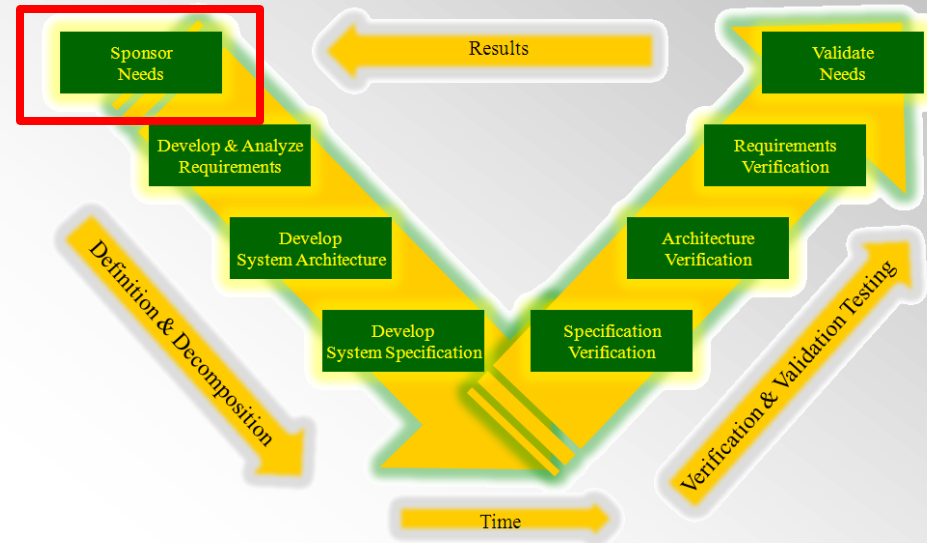 Sponsor
Needs
Results
Validate
Needs
Develop & Analyze
Requirements
Requirements
Verification
Develop
System Architecture
Architecture
Verification
Develop
System Specification
Specification
Verification
Definition & Decomposition
Verification & Validation Testing
Time